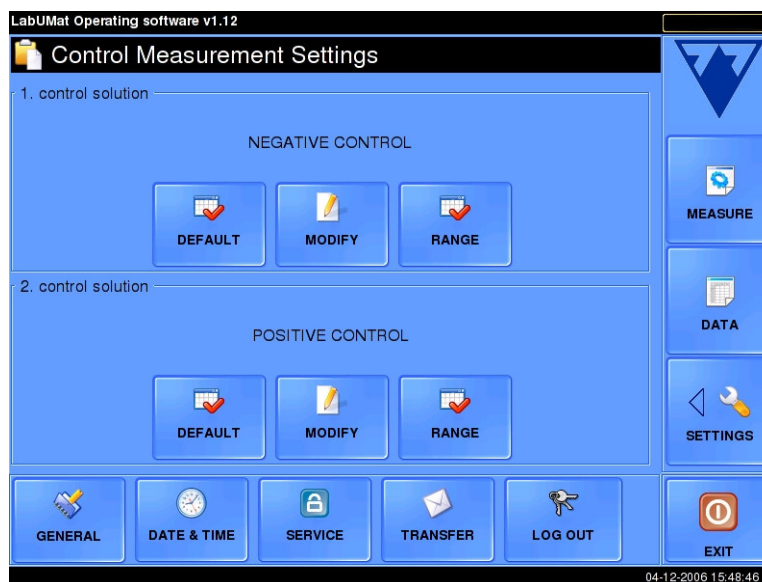 LabUMat Operating software v1.12
Control Measurement Settings
1. control solution
NEGATIVE CONTROL
DEFAULT
MODIFY
RANGE
2. control solution
POSITIVE CONTROL
DEFAULT
MODIFY
RANGE
MEASURE
DATA
SETTINGS
GENERAL
DATE & TIME
SERVICE
TRANSFER
LOG OUT
EXIT
04-12-2006 15:48:46